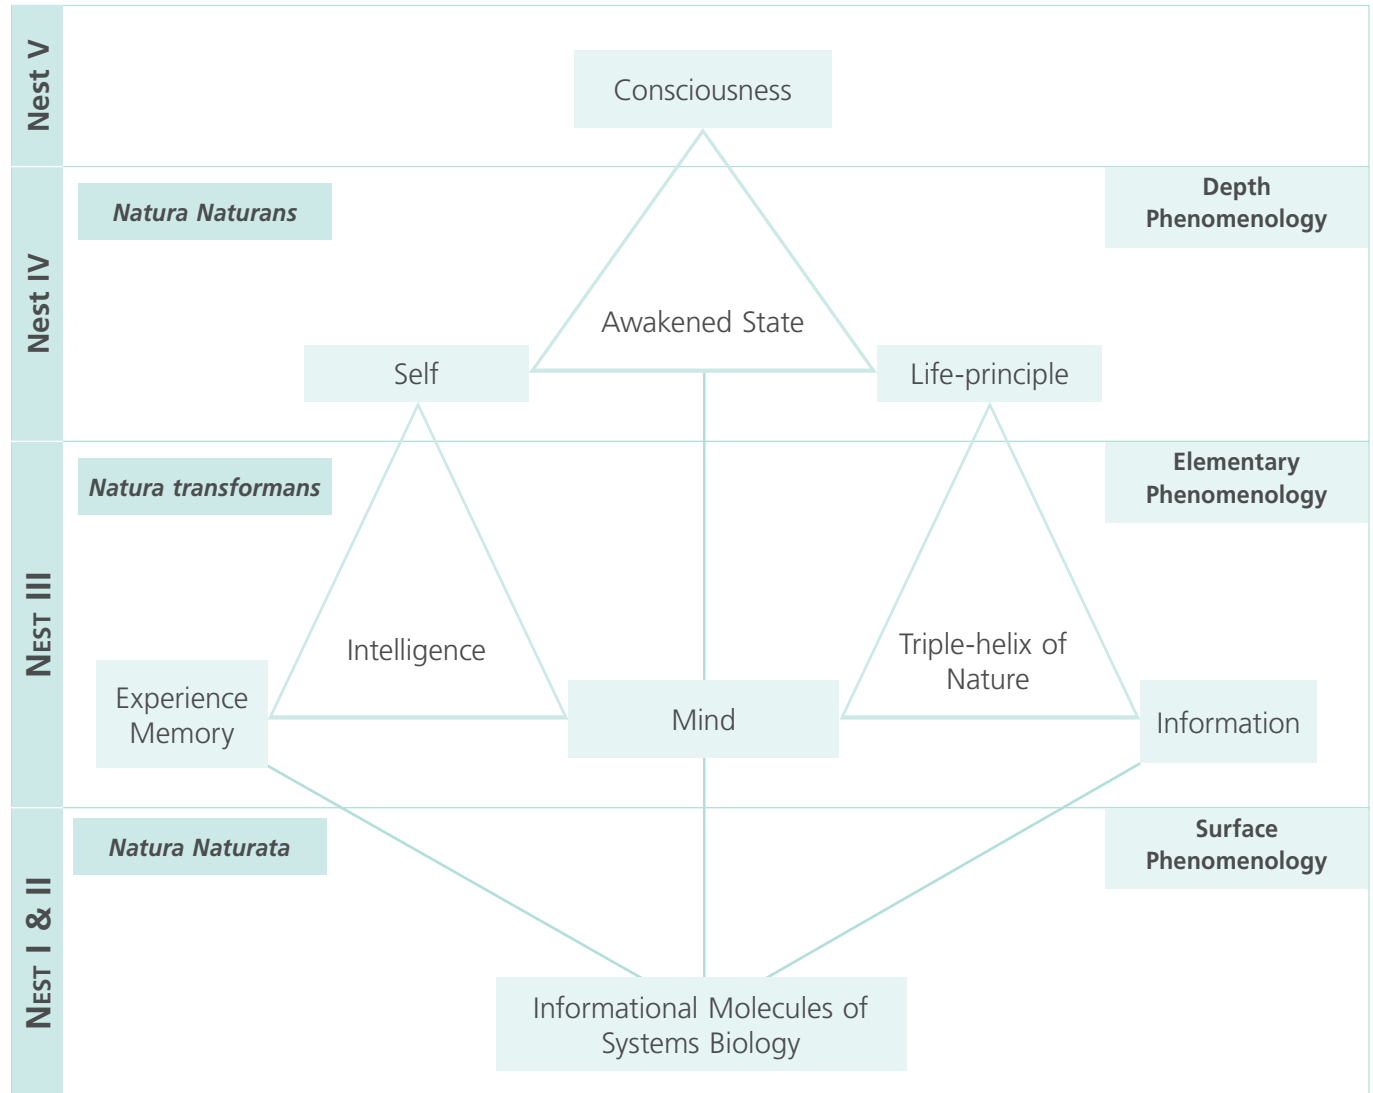 Nest V
Consciousness
Nest IV
Natura Naturans
Depth
Phenomenology
Awakened State
Self
Life-principle
NEST III
Natura transformans
Elementary
Phenomenology
Intelligence
Triple-helix of
Nature
Experience
Memory
Mind
Information
NEST I & II
Natura Naturata
Surface
Phenomenology
Informational Molecules of
Systems Biology